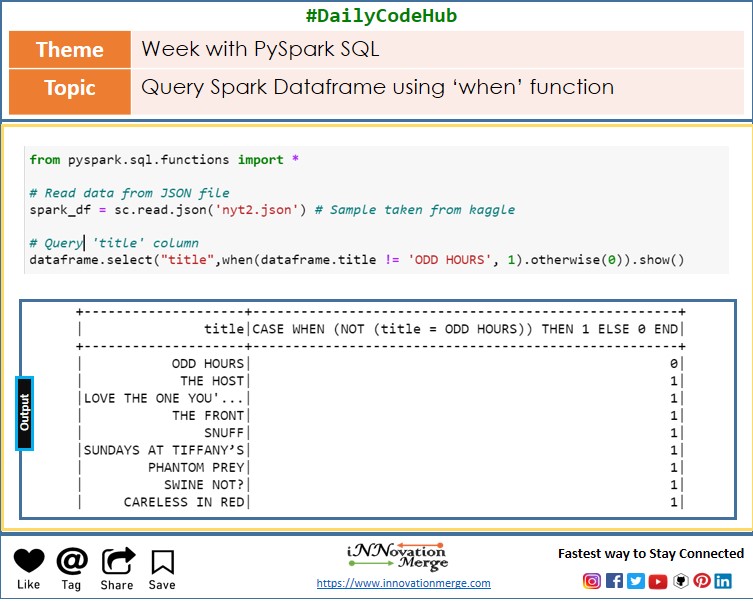 #DailyCodeHub
Theme
Week with PySpark SQL
Topic
Query Spark Dataframe using ‘when’ function
from pyspark.sql.functions import *
# Read data from JSON file
spark_df = sc.read.json('nyt2.json') # Sample taken from kaggle
# Query 'title' column
dataframe.select("title",when(dataframe.title != 'ODD HOURS', 1).otherwise(0)).show()
Output
+--------------------+-----------------------------------------------------+
| title|CASE WHEN (NOT (title = ODD HOURS)) THEN 1 ELSE 0 END|
+--------------------+-----------------------------------------------------+
| ODD HOURS| 0|
| THE HOST| 1|
|LOVE THE ONE YOU'...| 1|
| THE FRONT| 1|
| SNUFF| 1|
|SUNDAYS AT TIFFANY’S| 1|
| PHANTOM PREY| 1|
| SWINE NOT?| 1|
| CARELESS IN RED| 1|
Like
Tag
Share
Save
iNNovation
Merge
https://www.innovationmerge.com
Fastest way to Stay Connected